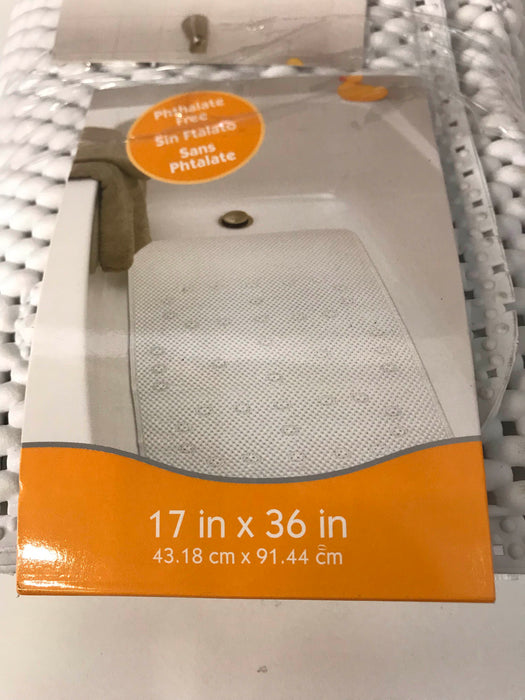 Phthalate
Free
Sin Ftalato
Sans
Phtalate
17 in x 36 in
43.18 cm x 91.44 cm